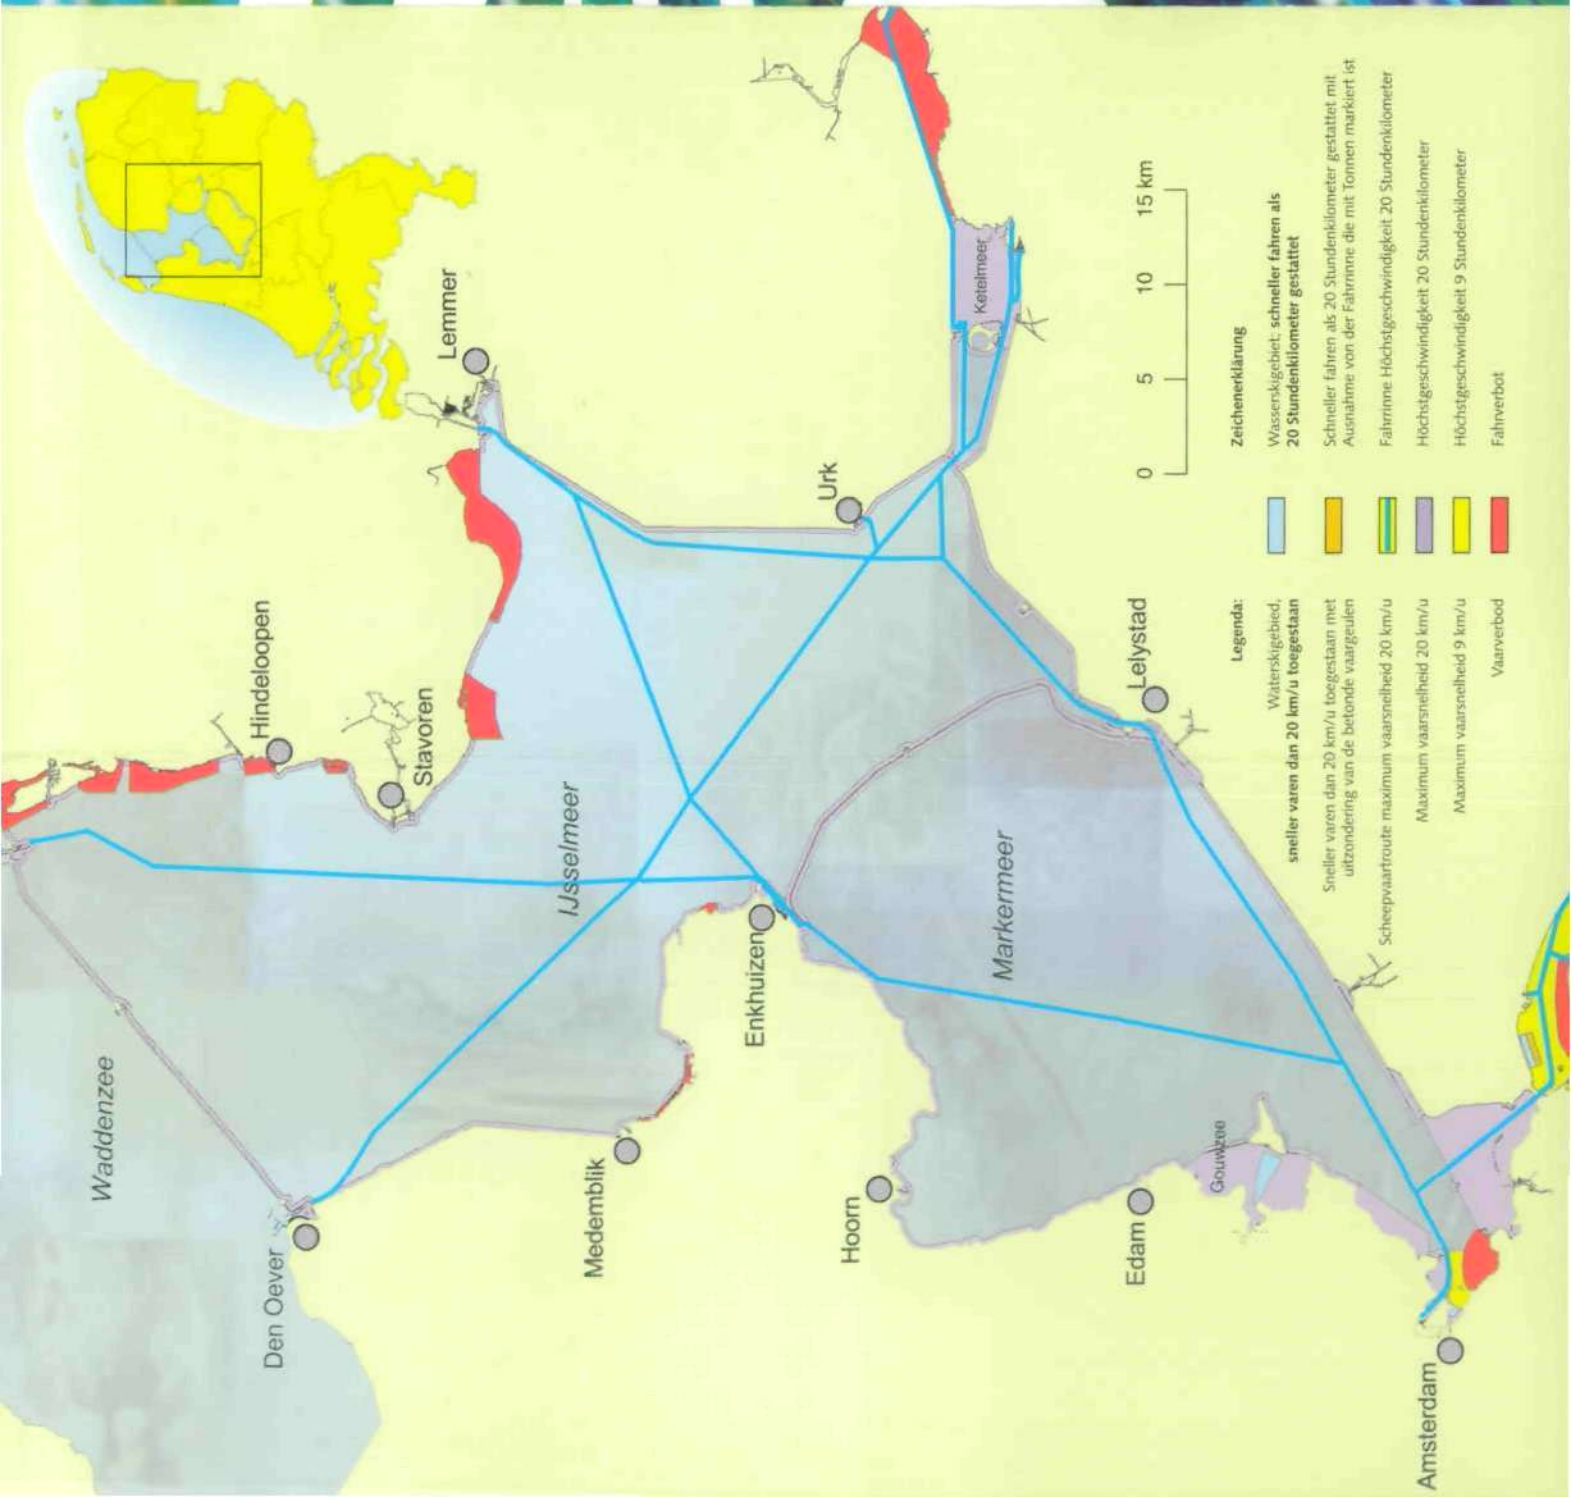 Waddenzee
Den Oever
Hindeloopen
Stavoren
Lemmer
IJsselmeer
Medemblik
Enkhuizen
Urk
Ketelmeer
Hoorn
Markermeer
Edam
Gouwzee
Lelystad
Amsterdam
0 5 10 15 km
Legenda:
Waterskigebied,
sneller varen dan 20 km/u toegestaan
Sneller varen dan 20 km/u toegestaan met
uitzondering van de betonde vaargeulen
Scheepvaartroute maximum vaarsnelheid 20 km/u
Maximum vaarsnelheid 20 km/u
Maximum vaarsnelheid 9 km/u
Vaarverbod
Zeichenerklärung
Wasserskigebiet; schneller fahren als
20 Stundenkilometer gestattet
Schneller fahren als 20 Stundenkilometer gestattet mit
Ausnahme von der Fahrrinne die mit Tonnen markiert ist
Fahrrinne Höchstgeschwindigkeit 20 Stundenkilometer
Höchstgeschwindigkeit 20 Stundenkilometer
Höchstgeschwindigkeit 9 Stundenkilometer
Fahrverbot